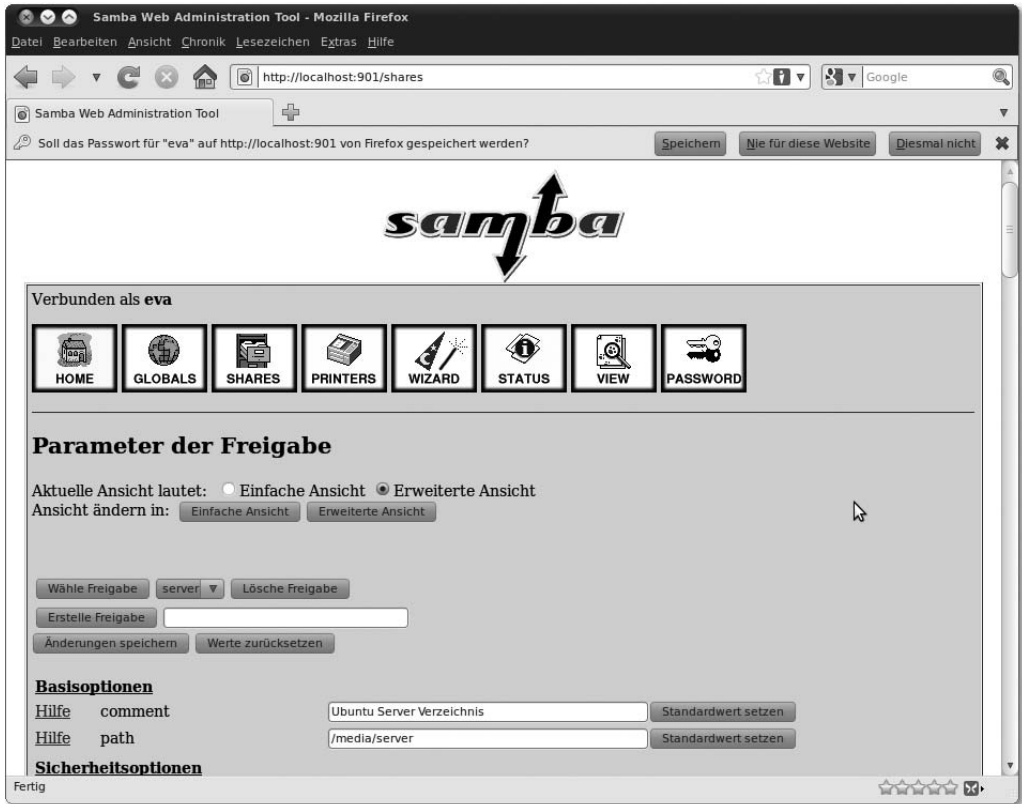 Samba Web Administration Tool - Mozilla Firefox
Datei Bearbeiten Ansicht Chronik Lesezeichen Extras Hilfe
http://localhost:901/shares Google
Samba Web Administration Tool
Soll das Passwort für "eva" auf http://localhost:901 von Firefox gespeichert werden? Speichern Nie für diese Website Diesmal nicht
samba
Verbunden als eva
HOME GLOBALS SHARES PRINTERS WIZARD STATUS VIEW PASSWORD
Parameter der Freigabe
Aktuelle Ansicht lautet: Einfache Ansicht Erweiterte Ansicht
Ansicht ändern in: Einfache Ansicht Erweiterte Ansicht
Wähle Freigabe server Lösche Freigabe
Erstelle Freigabe
Änderungen speichern Werte zurücksetzen
Basisoptionen
Hilfe comment Ubuntu Server Verzeichnis Standardwert setzen
Hilfe path /media/server Standardwert setzen
Sicherheitsoptionen
Fertig